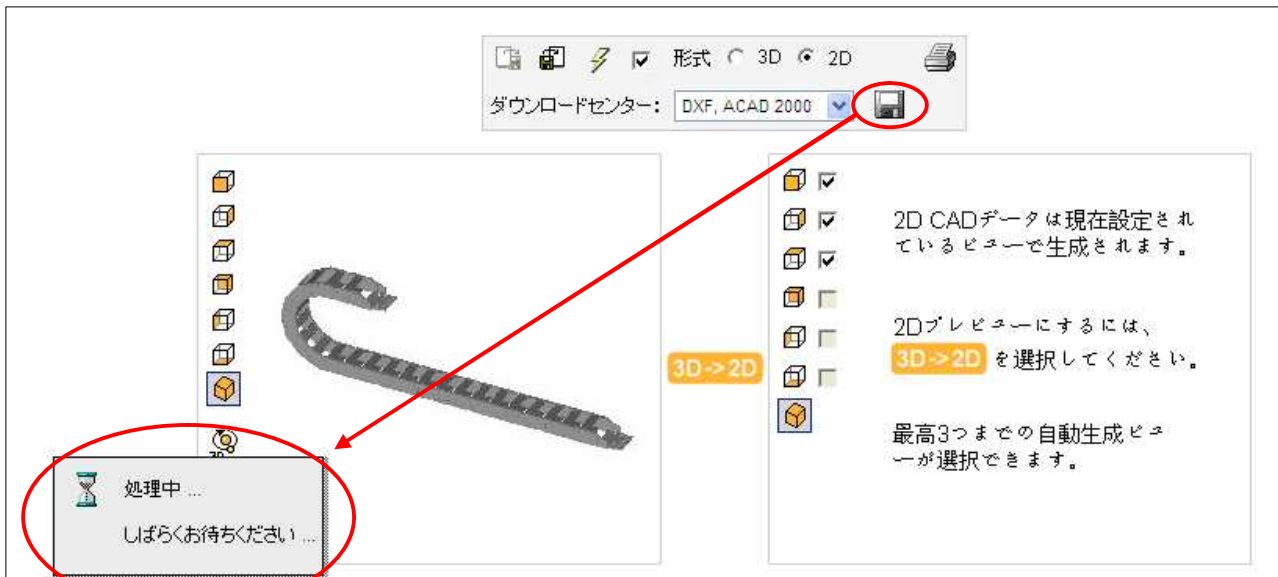 形式 3D 2D
ダウンロードセンター: DXF, ACAD 2000
3D->2D
2D CADデータは現在設定され
ているビューで生成されます。
2Dプレビューにするには、
3D->2D を選択してください。
最高3つまでの自動生成ビュ
ーが選択できます。
処理中 ...
しばらくお待ちください ...